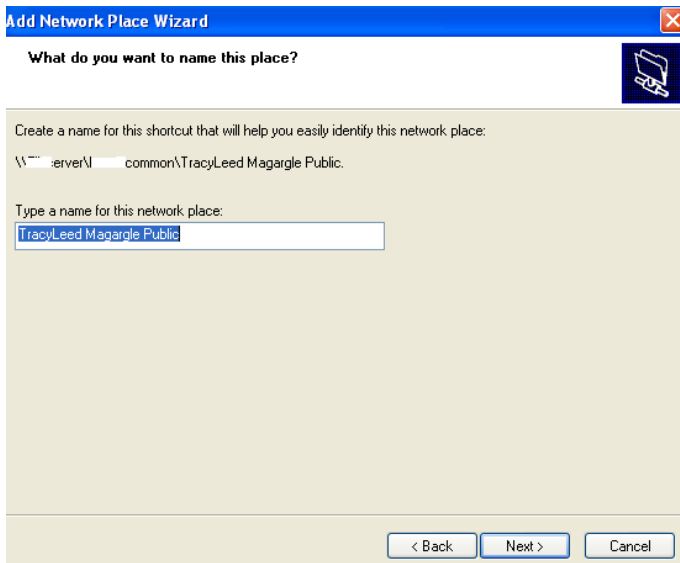 Add Network Place Wizard
What do you want to name this place?
Create a name for this shortcut that will help you easily identify this network place:
common\TracyLeed Magargle Public.
Type a name for this network place:
TracyLeed Magargle Public
< Back
Next >
Cancel